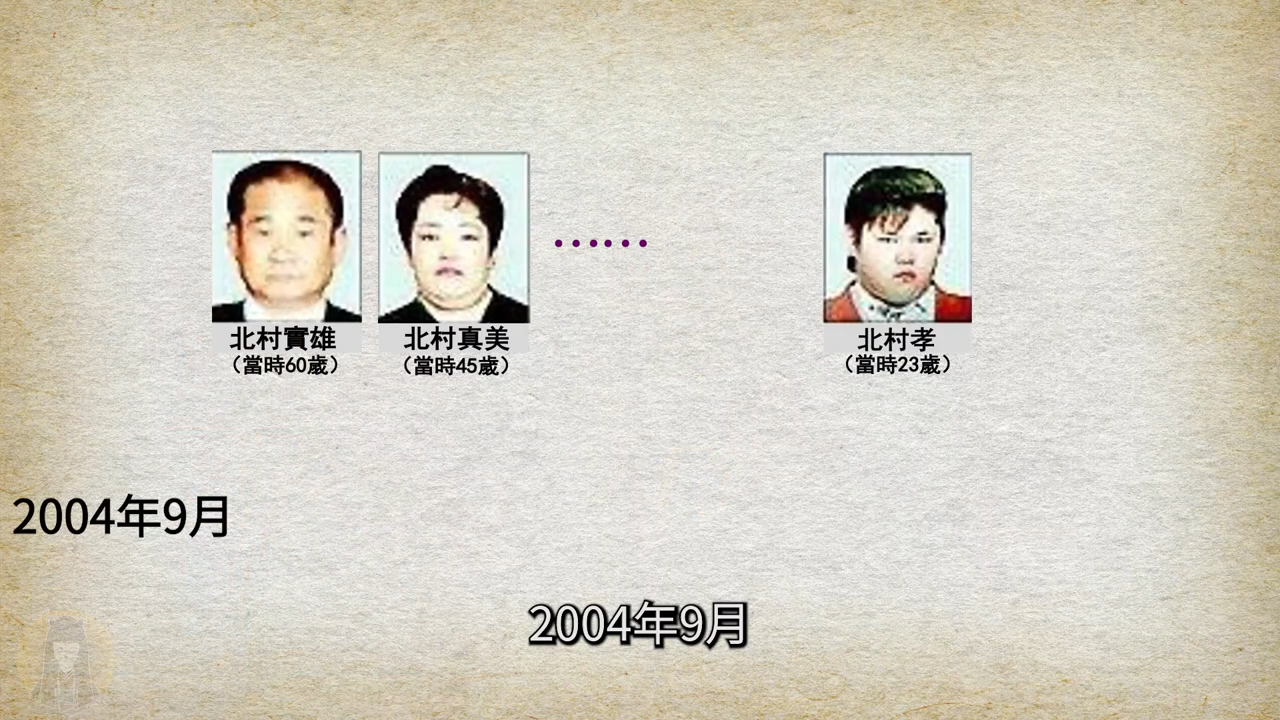 北村實雄
（當時60歲）
北村真美
（當時45歲）
......
北村孝
（當時23歲）
2004年9月
2004年9月